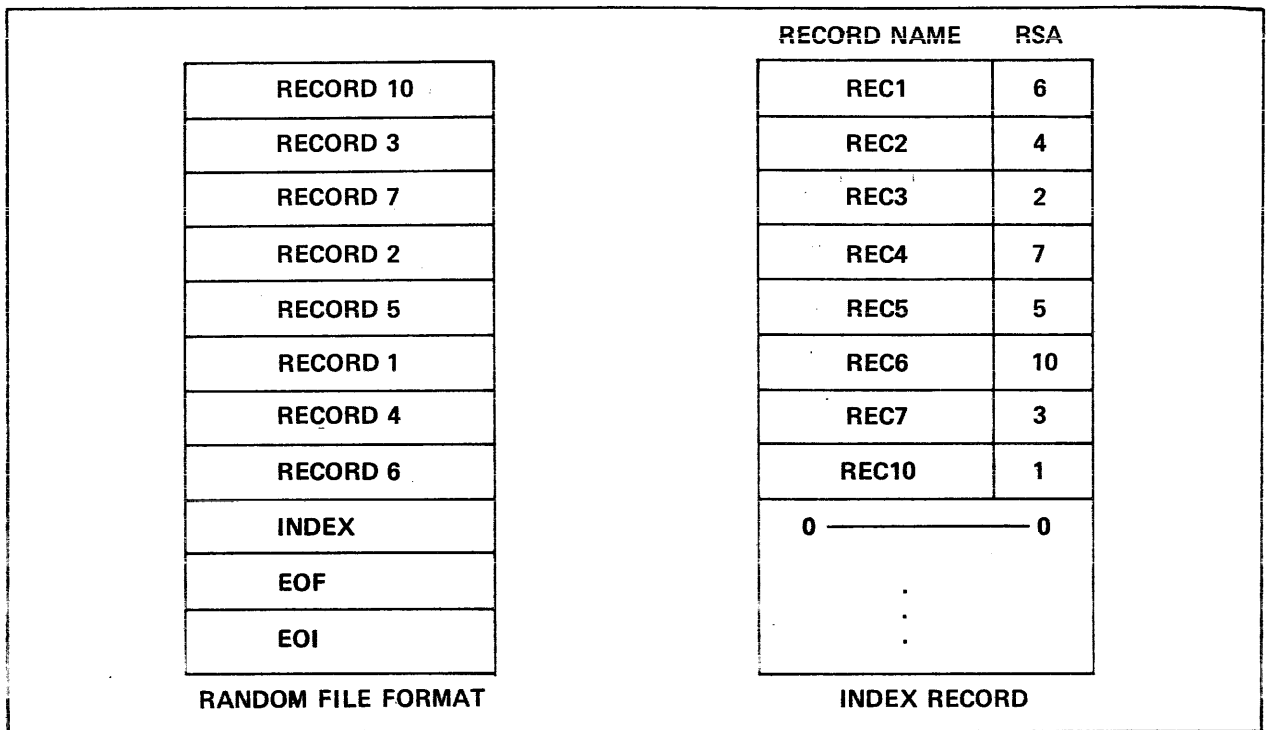 RECORD NAME RSA
RECORD 10
RECORD 3
RECORD 7
RECORD 2
RECORD 5
RECORD 1
RECORD 4
RECORD 6
INDEX
EOF
EOI
RANDOM FILE FORMAT
REC1 6
REC2 4
REC3 2
REC4 7
REC5 5
REC6 10
REC7 3
REC10 1
0 0
.
.
.
INDEX RECORD